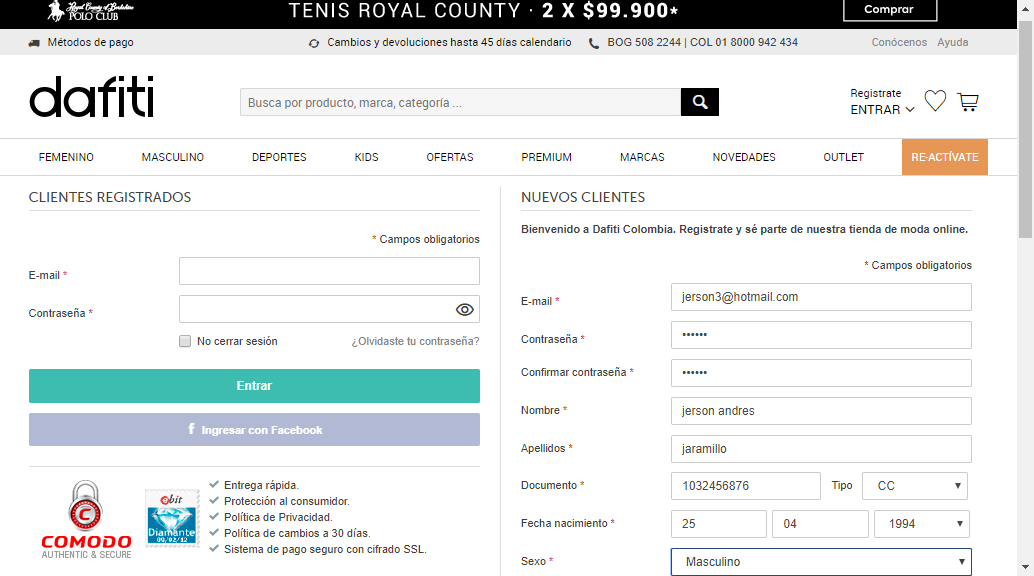 Royal County of Berkshire
POLO CLUB
TENIS ROYAL COUNTY · 2 X $99.900*
Comprar
Métodos de pago
Cambios y devoluciones hasta 45 días calendario
BOG 508 2244 | COL 01 8000 942 434
Conócenos Ayuda
dafiti
Busca por producto, marca, categoría ...
Registrate
ENTRAR
FEMENINO MASCULINO DEPORTES KIDS OFERTAS PREMIUM MARCAS NOVEDADES OUTLET RE-ACTÍVATE
CLIENTES REGISTRADOS
* Campos obligatorios
E-mail *
Contraseña *
No cerrar sesión
¿Olvidaste tu contraseña?
Entrar
f Ingresar con Facebook
COMODO
AUTHENTIC & SECURE
ebit
Diamante
09/02/12
Entrega rápida.
Protección al consumidor.
Política de Privacidad.
Política de cambios a 30 días.
Sistema de pago seguro con cifrado SSL.
NUEVOS CLIENTES
Bienvenido a Dafiti Colombia. Registrate y sé parte de nuestra tienda de moda online.
* Campos obligatorios
E-mail * jerson3@hotmail.com
Contraseña * ••••••
Confirmar contraseña * ••••••
Nombre * jerson andres
Apellidos * jaramillo
Documento * 1032456876 Tipo CC
Fecha nacimiento * 25 04 1994
Sexo * Masculino